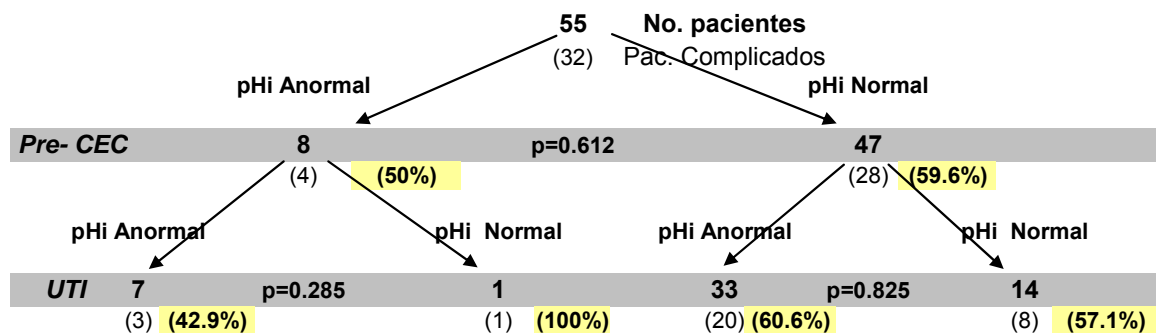 55 No. pacientes
(32) Pac. Complicados
pHi Anormal pHi Normal
Pre- CEC 8 p=0.612 47
(4) (50%) (28) (59.6%)
pHi Anormal pHi Normal pHi Anormal pHi Normal
UTI 7 p=0.285 1 33 p=0.825 14
(3) (42.9%) (1) (100%) (20) (60.6%) (8) (57.1%)